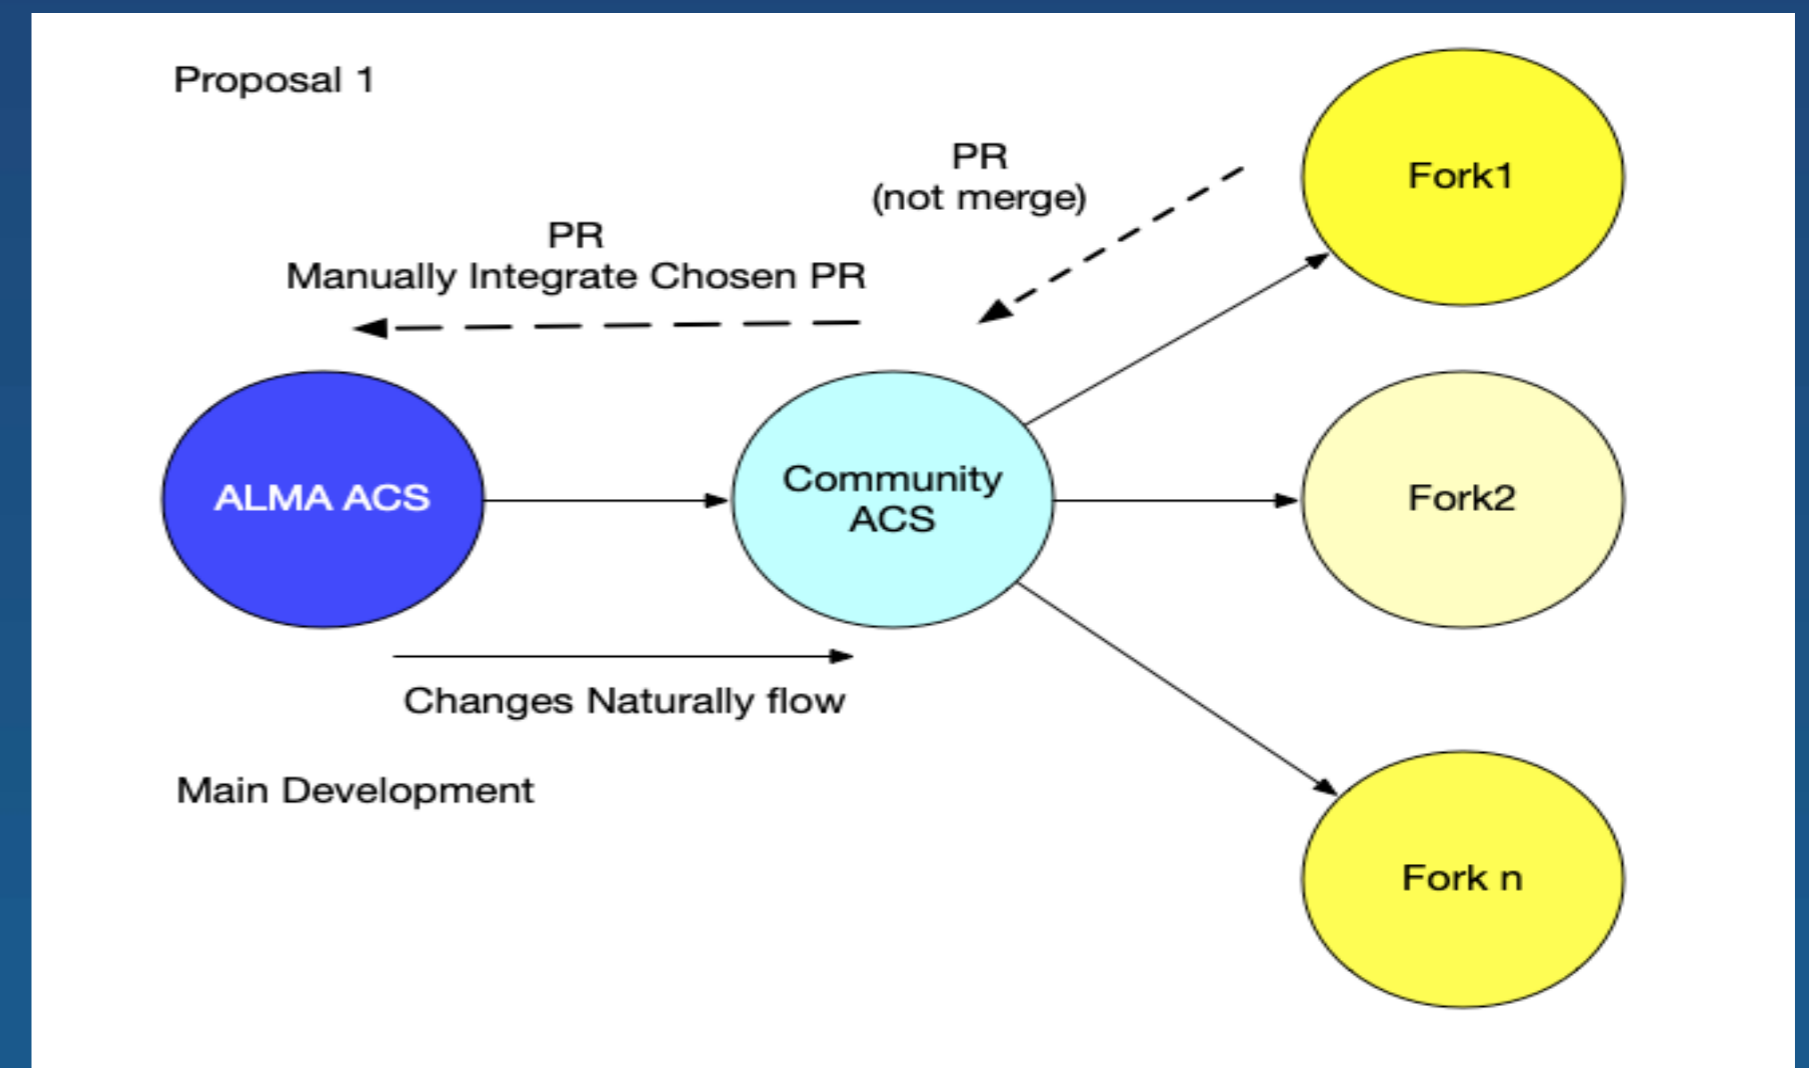 Proposal 1
PR
(not merge)
PR
Manually Integrate Chosen PR
Fork1
ALMA ACS
Community
ACS
Fork2
Changes Naturally flow
Main Development
Fork n